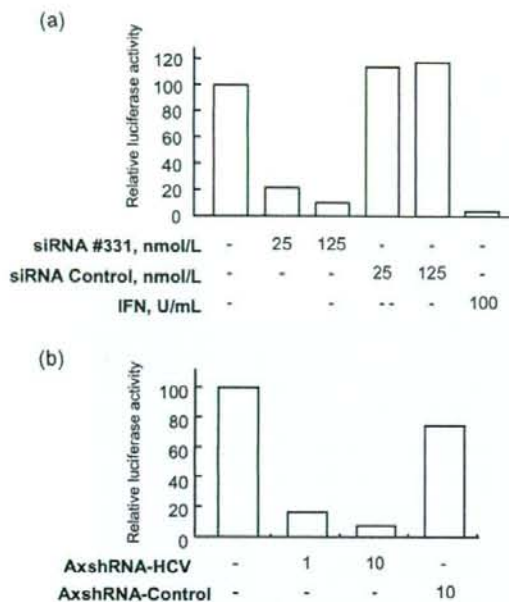 (a)
Relative luciferase activity
120
100
80
60
40
20
0
siRNA #331, nmol/L - 25 125 - - -
siRNA Control, nmol/L - - - 25 125 -
IFN, U/mL - - -- - 100
(b)
Relative luciferase activity
100
80
60
40
20
0
AxshRNA-HCV - 1 10 -
AxshRNA-Control - - - 10